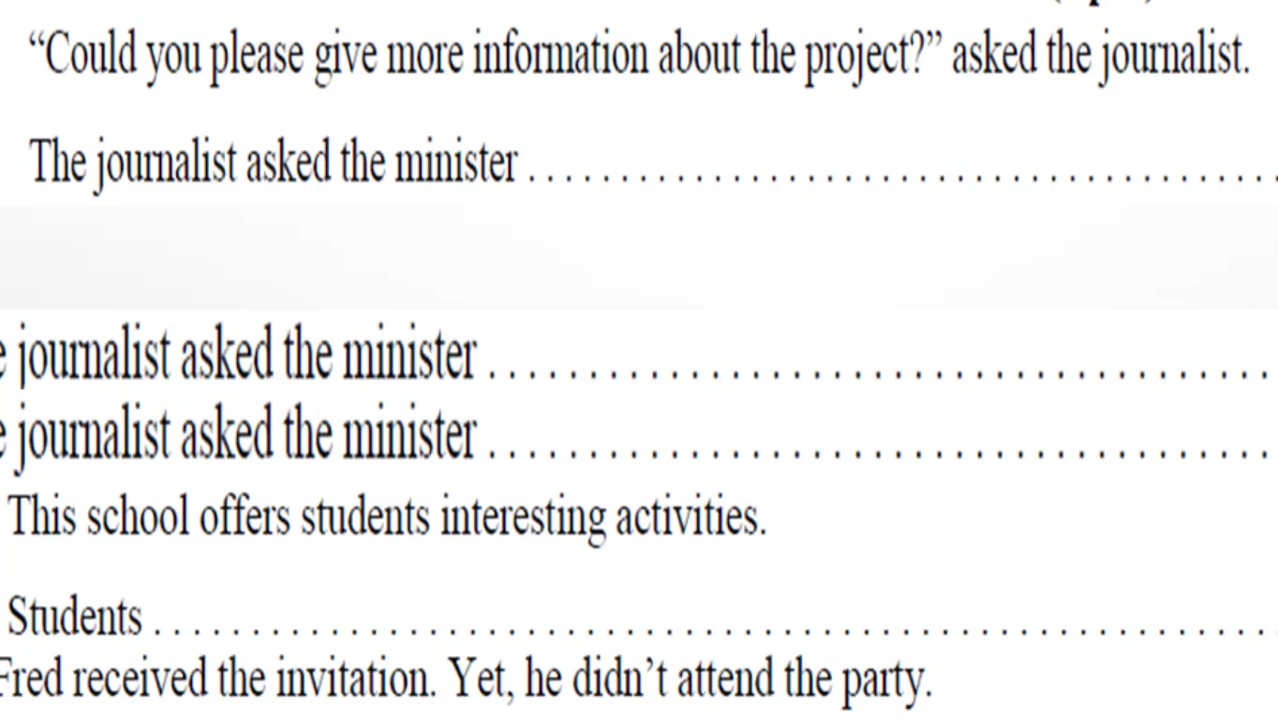 “Could you please give more information about the project?” asked the journalist.
The journalist asked the minister . . . . . . . . . . . . . . . . . . . . . . . . . . . . . . . . . . . . . . . .
journalist asked the minister . . . . . . . . . . . . . . . . . . . . . . . . . . . . . . . . . . . . . .
journalist asked the minister . . . . . . . . . . . . . . . . . . . . . . . . . . . . . . . . . . . . . .
This school offers students interesting activities.
Students . . . . . . . . . . . . . . . . . . . . . . . . . . . . . . . . . . . . . . . . . . . . . . . . . . . . . . . .
Fred received the invitation. Yet, he didn’t attend the party.